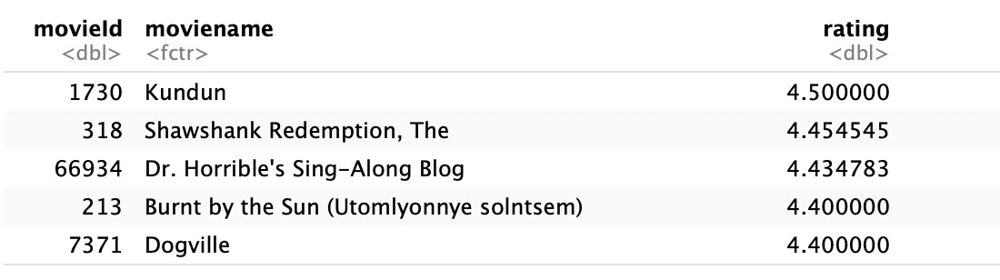 movieId moviename rating
<dbl> <fctr> <dbl>
1730 Kundun 4.500000
318 Shawshank Redemption, The 4.454545
66934 Dr. Horrible's Sing-Along Blog 4.434783
213 Burnt by the Sun (Utomlyonnye solntsem) 4.400000
7371 Dogville 4.400000